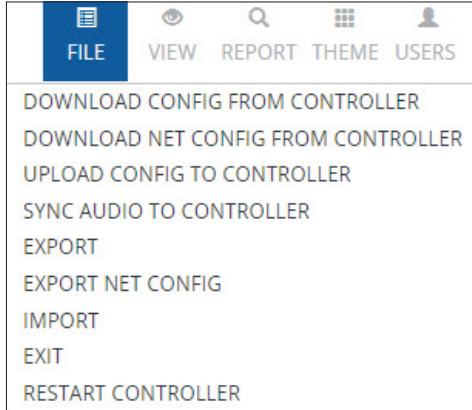 FILE VIEW REPORT THEME USERS
DOWNLOAD CONFIG FROM CONTROLLER
DOWNLOAD NET CONFIG FROM CONTROLLER
UPLOAD CONFIG TO CONTROLLER
SYNC AUDIO TO CONTROLLER
EXPORT
EXPORT NET CONFIG
IMPORT
EXIT
RESTART CONTROLLER